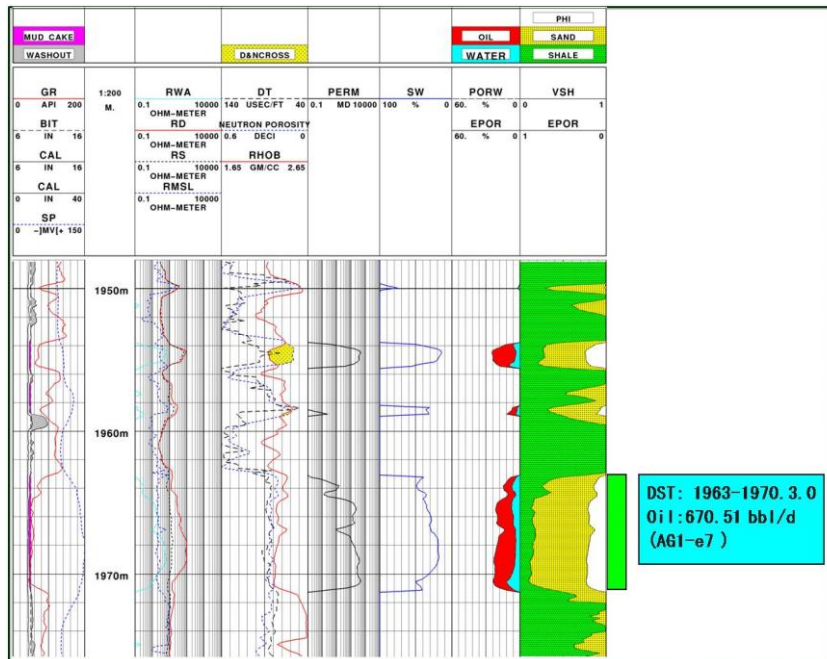 PHI
MUD CAKE OIL SAND
WASHOUT D&NCROSS WATER SHALE
GR 1:200 RWA DT PERM SW PORW VSH
0 API 200 M. 0.1 10000 140 USEC/FT 40 0.1 MD 10000 100 % 0 60. % 0 0 1
OHM-METER
BIT RD NEUTRON POROSITY EPOR EPOR
6 IN 16 0.1 10000 0.6 DECI 0 60. % 0 1 0
OHM-METER
CAL RS RHOB
6 IN 16 0.1 10000 1.65 GM/CC 2.65
OHM-METER
CAL RMSL
0 IN 40 0.1 10000
OHM-METER
SP
0 -]MV[+ 150
1950m
1960m
DST: 1963-1970.3.0
Oil:670.51 bbl/d
(AG1-e7 )
1970m